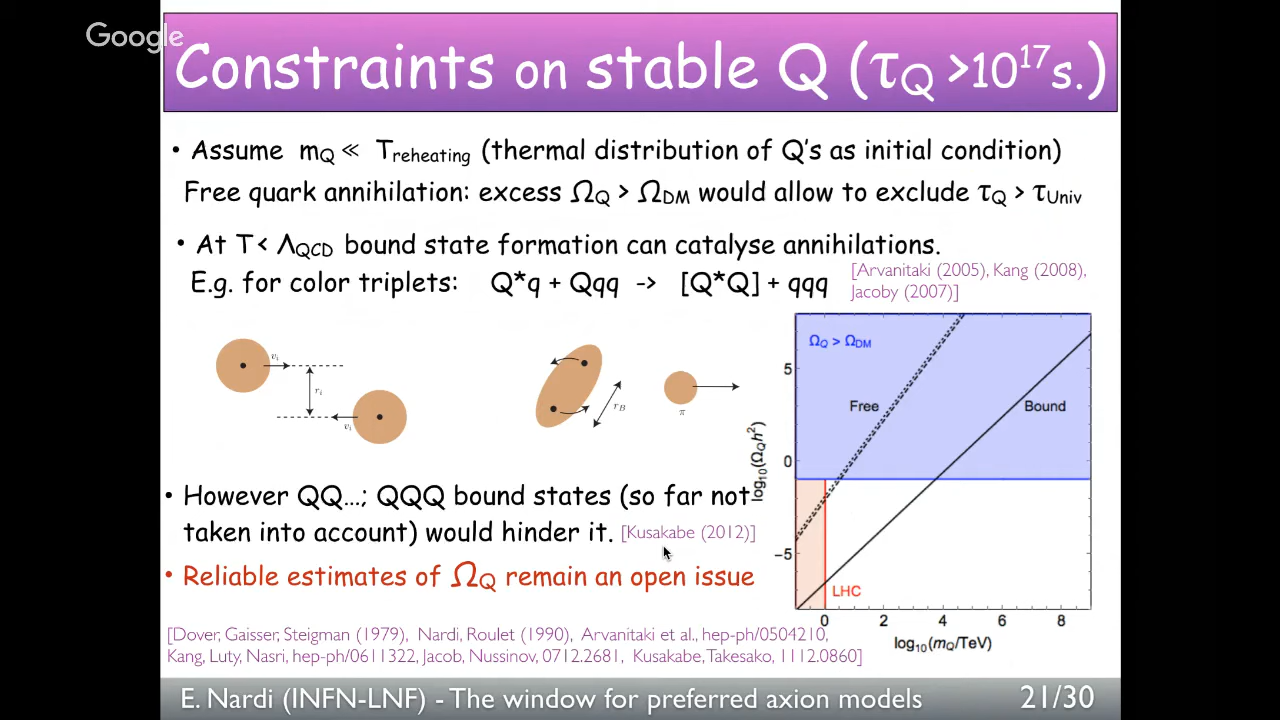 Google
Constraints on stable Q (τQ >10¹⁷s.)
• Assume mQ ≪ Treheating (thermal distribution of Q's as initial condition)
Free quark annihilation: excess ΩQ > ΩDM would allow to exclude τQ > τUniv
• At T < ΛQCD bound state formation can catalyse annihilations.
E.g. for color triplets: Q*q + Qqq -> [Q*Q] + qqq
[Arvanitaki (2005), Kang (2008),
Jacoby (2007)]
vi
ri
vi
rB
π
ΩQ > ΩDM
Free
Bound
LHC
log10(ΩQh²)
5
0
−5
0 2 4 6 8
log10(mQ/TeV)
• However QQ...; QQQ bound states (so far not
taken into account) would hinder it. [Kusakabe (2012)]
• Reliable estimates of ΩQ remain an open issue
[Dover, Gaisser, Steigman (1979), Nardi, Roulet (1990), Arvanitaki et al., hep-ph/0504210,
Kang, Luty, Nasri, hep-ph/0611322, Jacob, Nussinov, 0712.2681, Kusakabe, Takesako, 1112.0860]
E. Nardi (INFN-LNF) - The window for preferred axion models 21/30